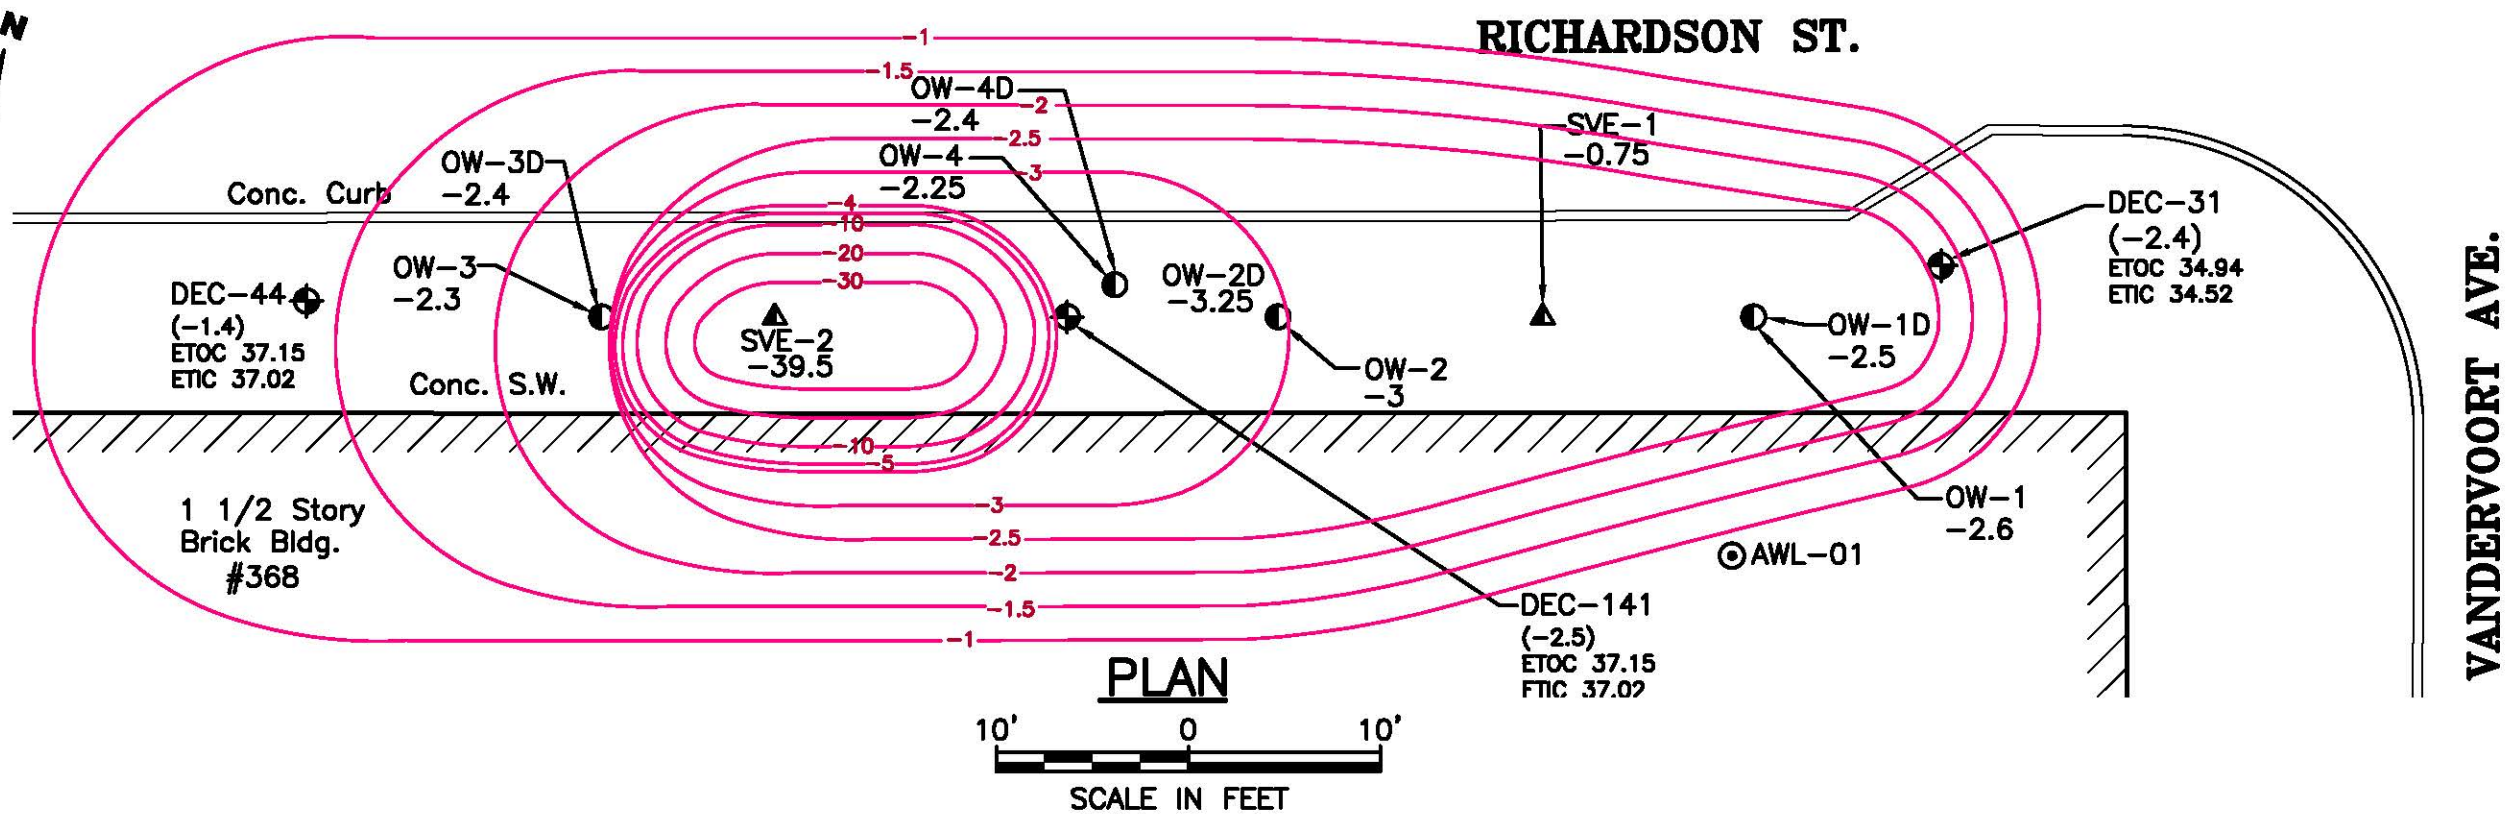 N
RICHARDSON ST.
-1
-1.5
OW-4D
-2.4
-2
-2.5
SVE-1
-0.75
OW-3D
-2.4
OW-4
-2.25
-3
Conc. Curb
-4
-10
-20
-30
DEC-31
(-2.4)
ETOC 34.94
ETIC 34.52
OW-3
-2.3
OW-2D
-3.25
DEC-44
(-1.4)
ETOC 37.15
ETIC 37.02
SVE-2
-39.5
OW-1D
-2.5
OW-2
-3
Conc. S.W.
VANDERVOORT AVE.
-10
-5
1 1/2 Story
Brick Bldg.
#368
-3
-2.5
-2
-1.5
-1
OW-1
-2.6
AWL-01
DEC-141
(-2.5)
ETOC 37.15
ETIC 37.02
PLAN
10' 0 10'
SCALE IN FEET